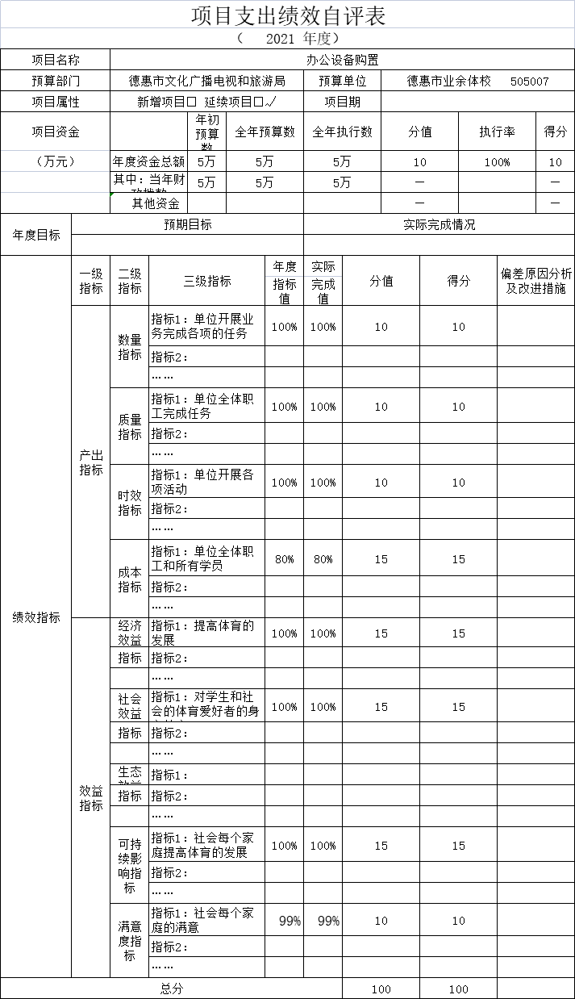 项目支出绩效自评表
（ 2021 年度）
项目名称 办公设备购置
预算部门 德惠市文化广播电视和旅游局 预算单位 德惠市业余体校 505007
项目属性 新增项目□ 延续项目□√ 项目期
项目资金 年初预算数 全年预算数 全年执行数 分值 执行率 得分
（万元） 年度资金总额 5万 5万 5万 10 100% 10
其中：当年财 5万 5万 5万 — —
其他资金 — —
年度目标 预期目标 实际完成情况
绩效指标 一级指标 二级指标 三级指标 年度指标值 实际完成值 分值 得分 偏差原因分析及改进措施
产出指标 数量指标 指标1：单位开展业务完成各项的任务 100% 100% 10 10
指标2：
……
质量指标 指标1：单位全体职工完成任务 100% 100% 10 10
指标2：
……
时效指标 指标1：单位开展各项活动 100% 100% 10 10
指标2：
……
成本指标 指标1：单位全体职工和所有学员 80% 80% 15 15
指标2：
……
效益指标 经济效益 指标1：提高体育的发展 100% 100% 15 15
指标 指标2：
……
社会效益 指标1：对学生和社会的体育爱好者的身 100% 100% 15 15
指标 指标2：
……
生态 指标1：
指标 指标2：
……
可持续影响指标 指标1：社会每个家庭提高体育的发展 100% 100% 15 15
指标2：
……
满意度指标 指标1：社会每个家庭的满意 99% 99% 10 10
指标2：
……
总分 100 100